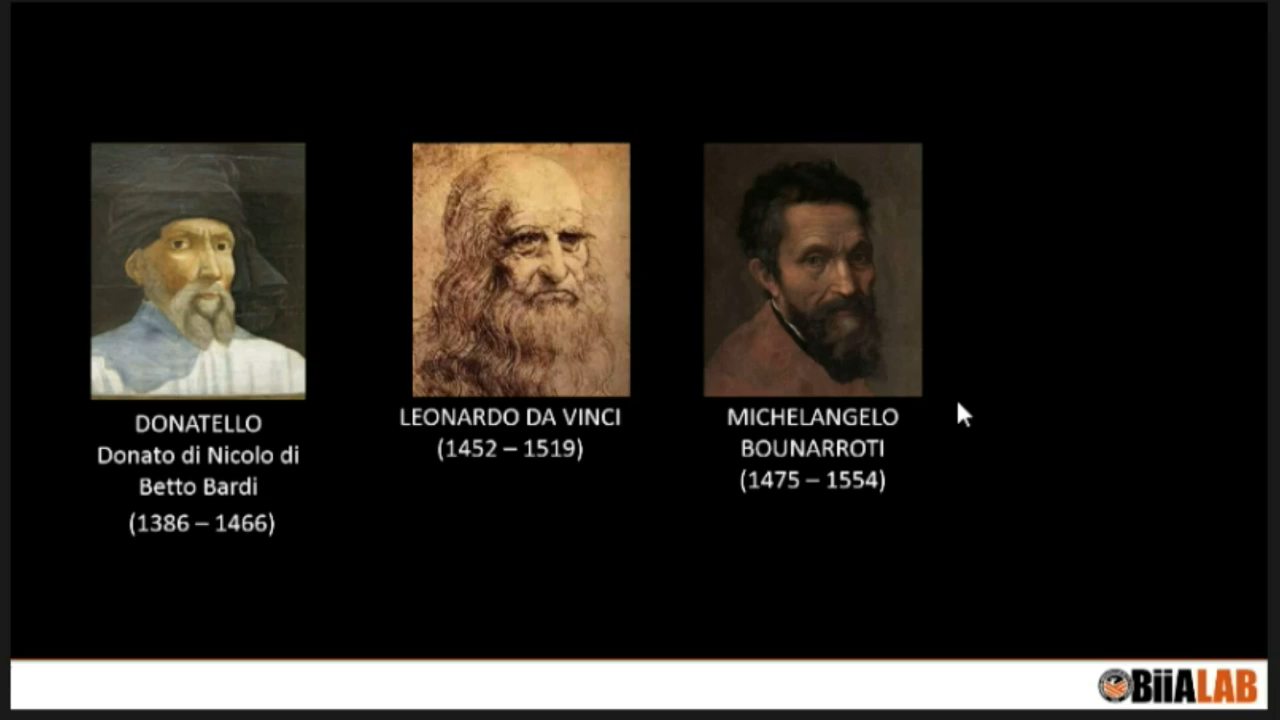 DONATELLO
Donato di Nicolo di
Betto Bardi
(1386 – 1466)
LEONARDO DA VINCI
(1452 – 1519)
MICHELANGELO
BOUNARROTI
(1475 – 1554)
BiiALAB